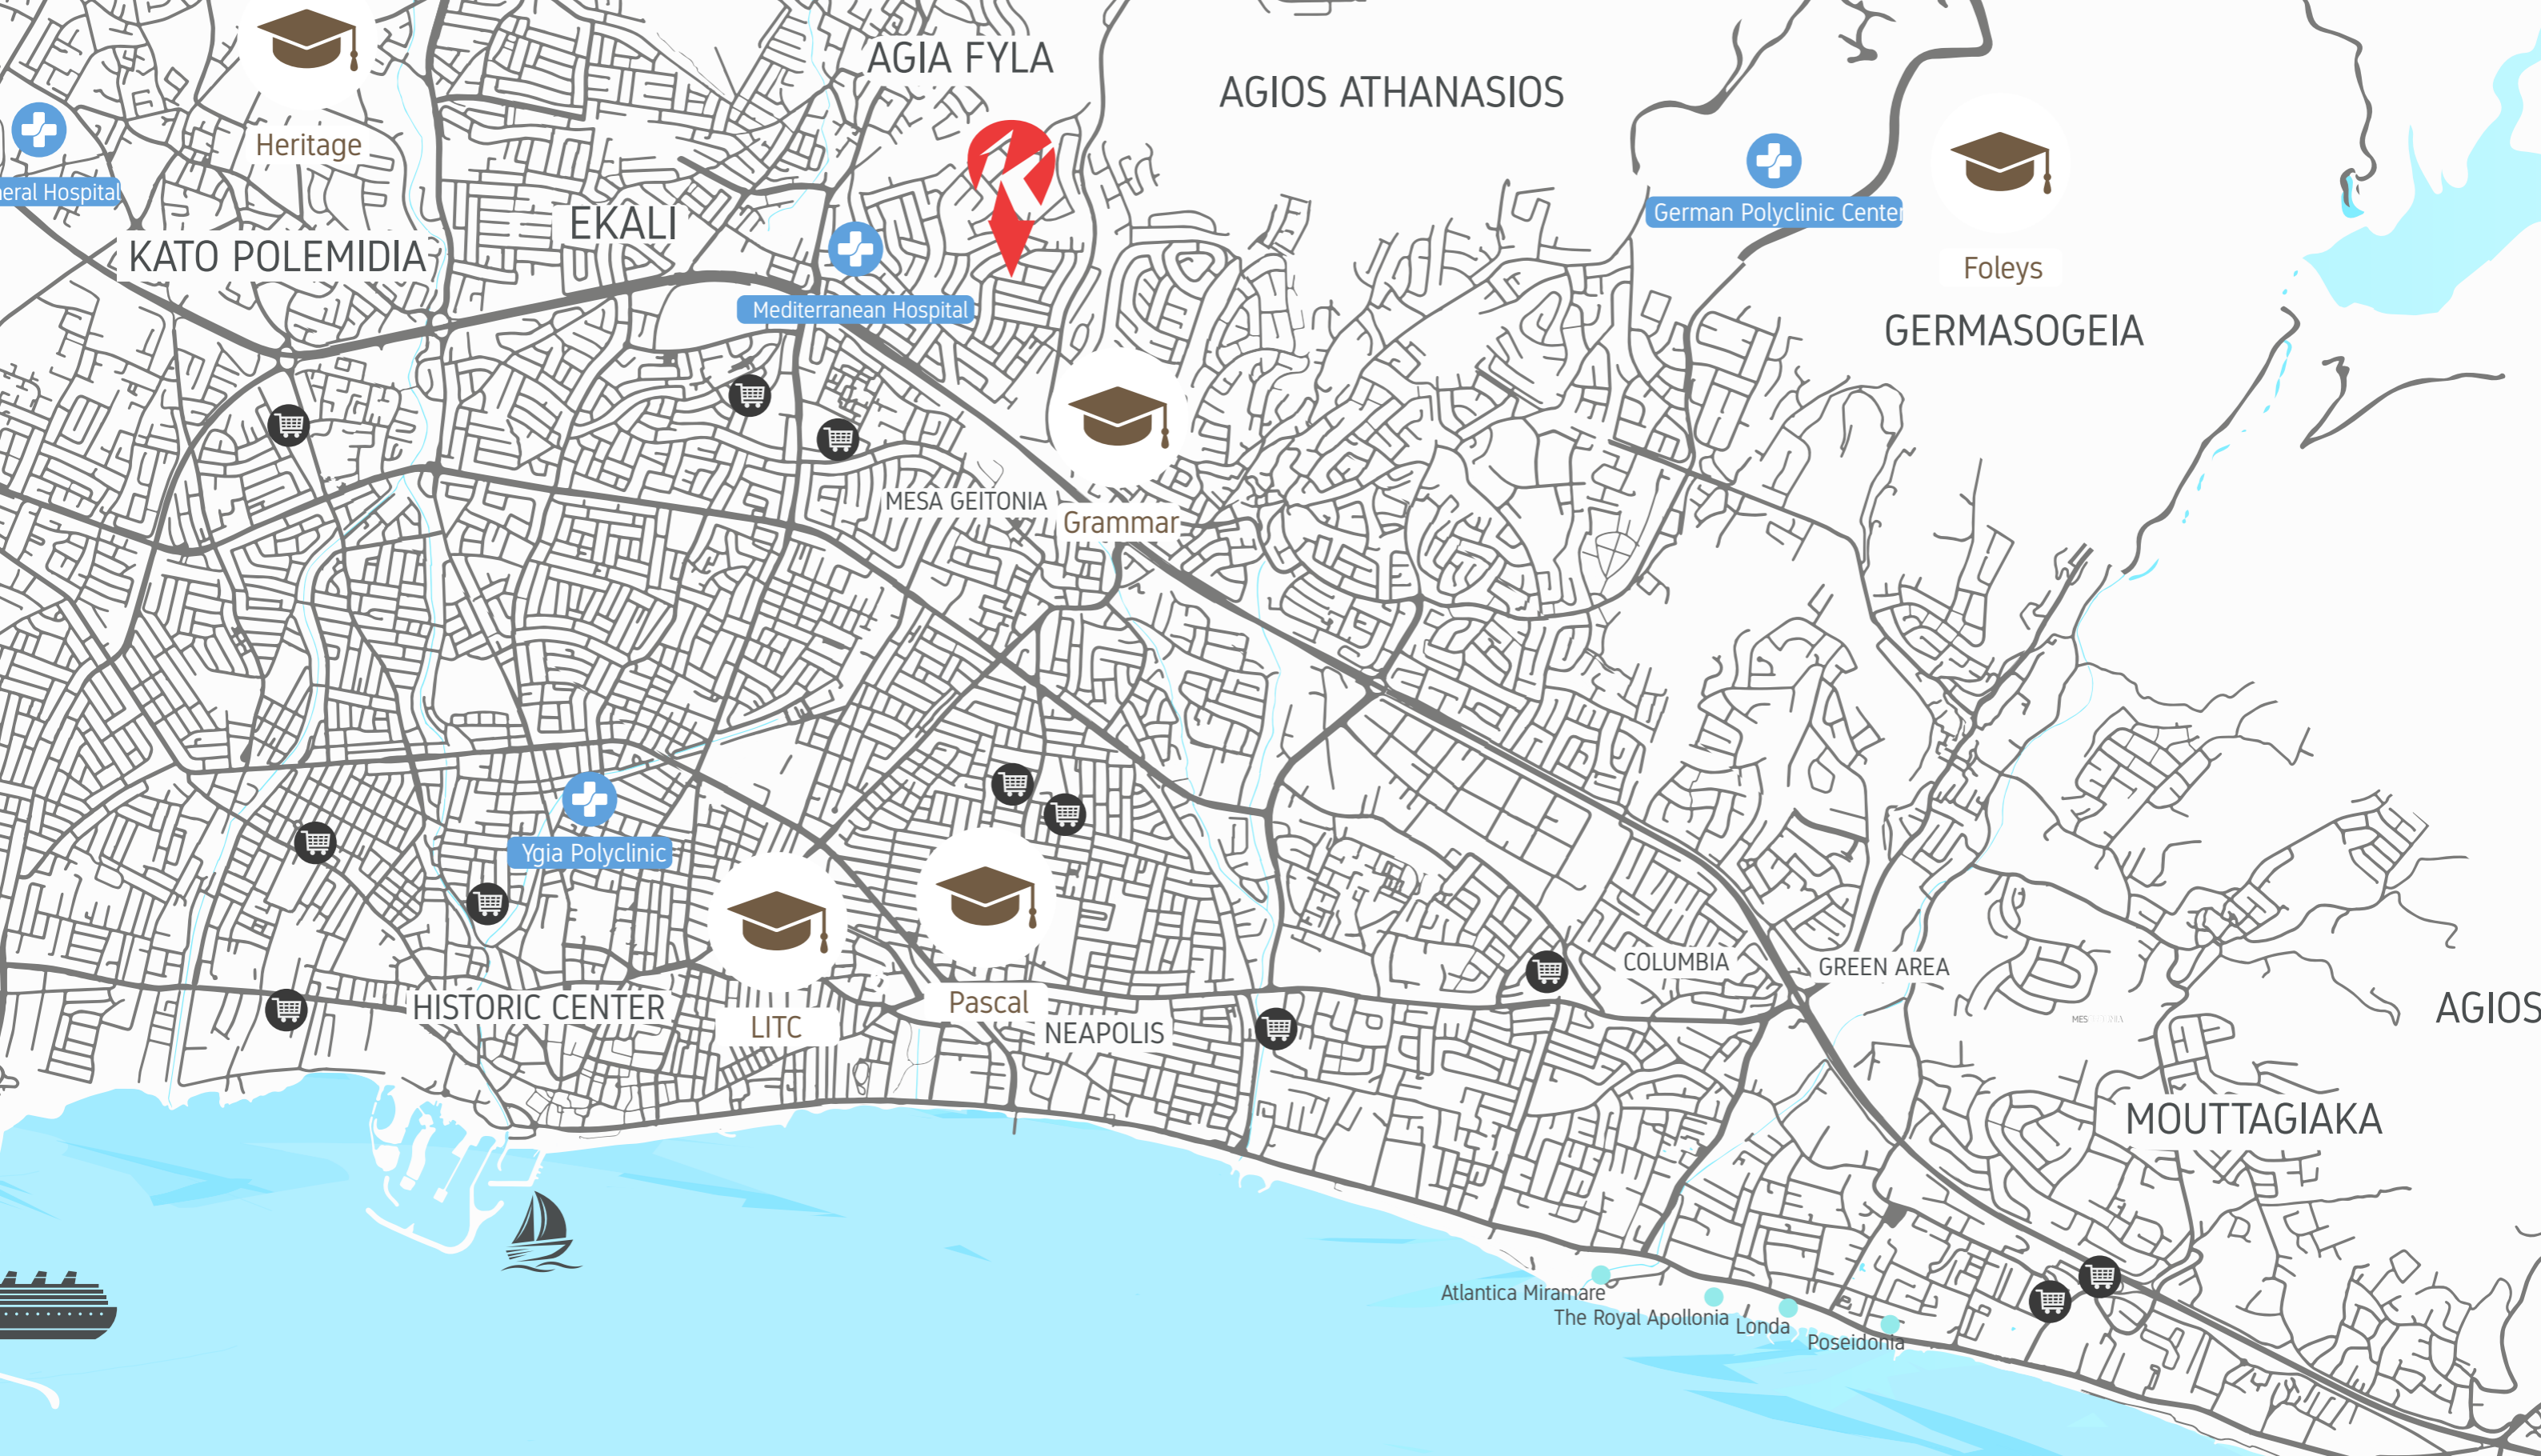 AGIA FYLA
AGIOS ATHANASIOS
Heritage
eral Hospital
German Polyclinic Center
EKALI
KATO POLEMIDIA
Foleys
Mediterranean Hospital
GERMASOGEIA
MESA GEITONIA
Grammar
Ygia Polyclinic
COLUMBIA
GREEN AREA
Pascal
HISTORIC CENTER
AGIOS
LITC
NEAPOLIS
MOUTTAGIAKA
Atlantica Miramare
The Royal Apollonia
Londa
Poseidonia